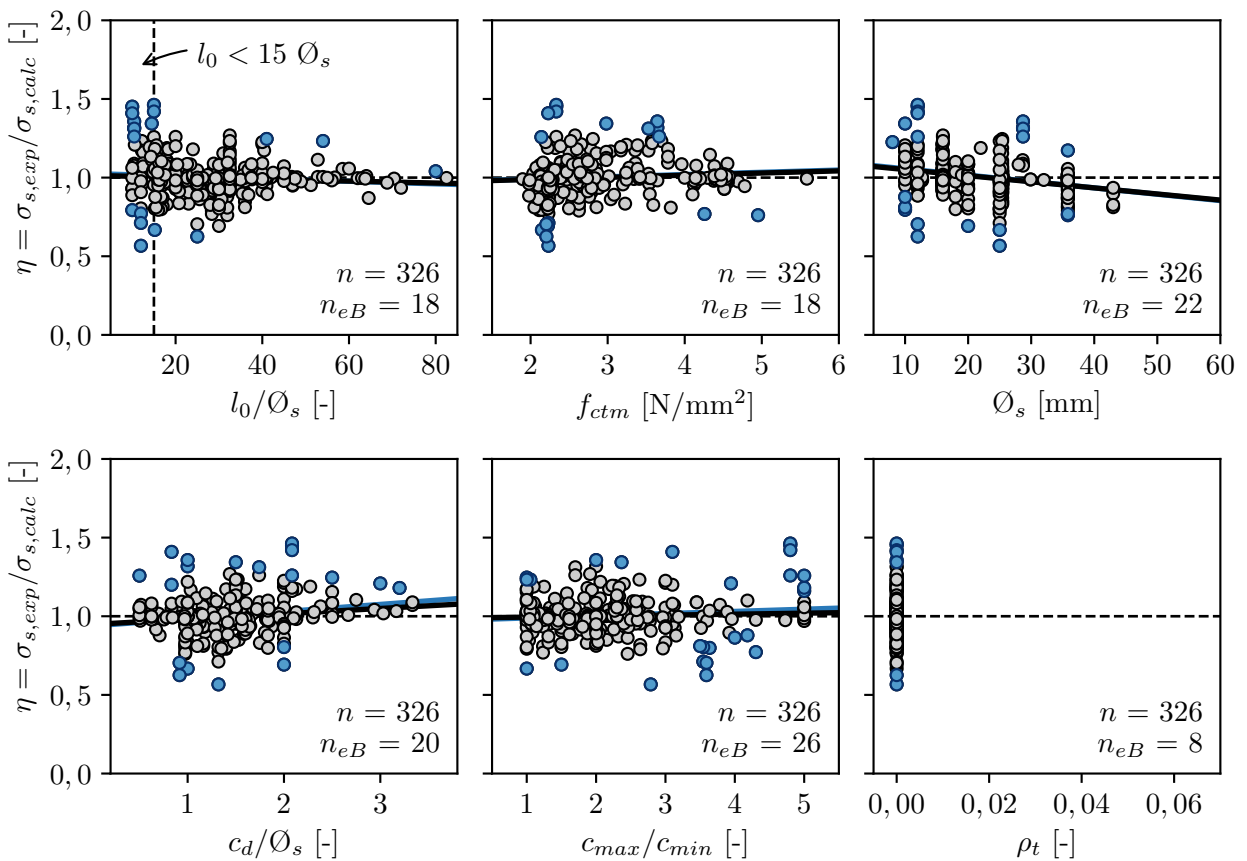 η = σs,exp/σs,calc [-]
2, 0
1, 5
1, 0
0, 5
0, 0
l0 < 15 Øs
n = 326
neB = 18
20 40 60 80
l0/Øs [-]
n = 326
neB = 18
2 3 4 5 6
fctm [N/mm²]
n = 326
neB = 22
10 20 30 40 50 60
Øs [mm]
η = σs,exp/σs,calc [-]
2, 0
1, 5
1, 0
0, 5
0, 0
n = 326
neB = 20
1 2 3
cd/Øs [-]
n = 326
neB = 26
1 2 3 4 5
cmax/cmin [-]
n = 326
neB = 8
0,00 0,02 0,04 0,06
ρt [-]